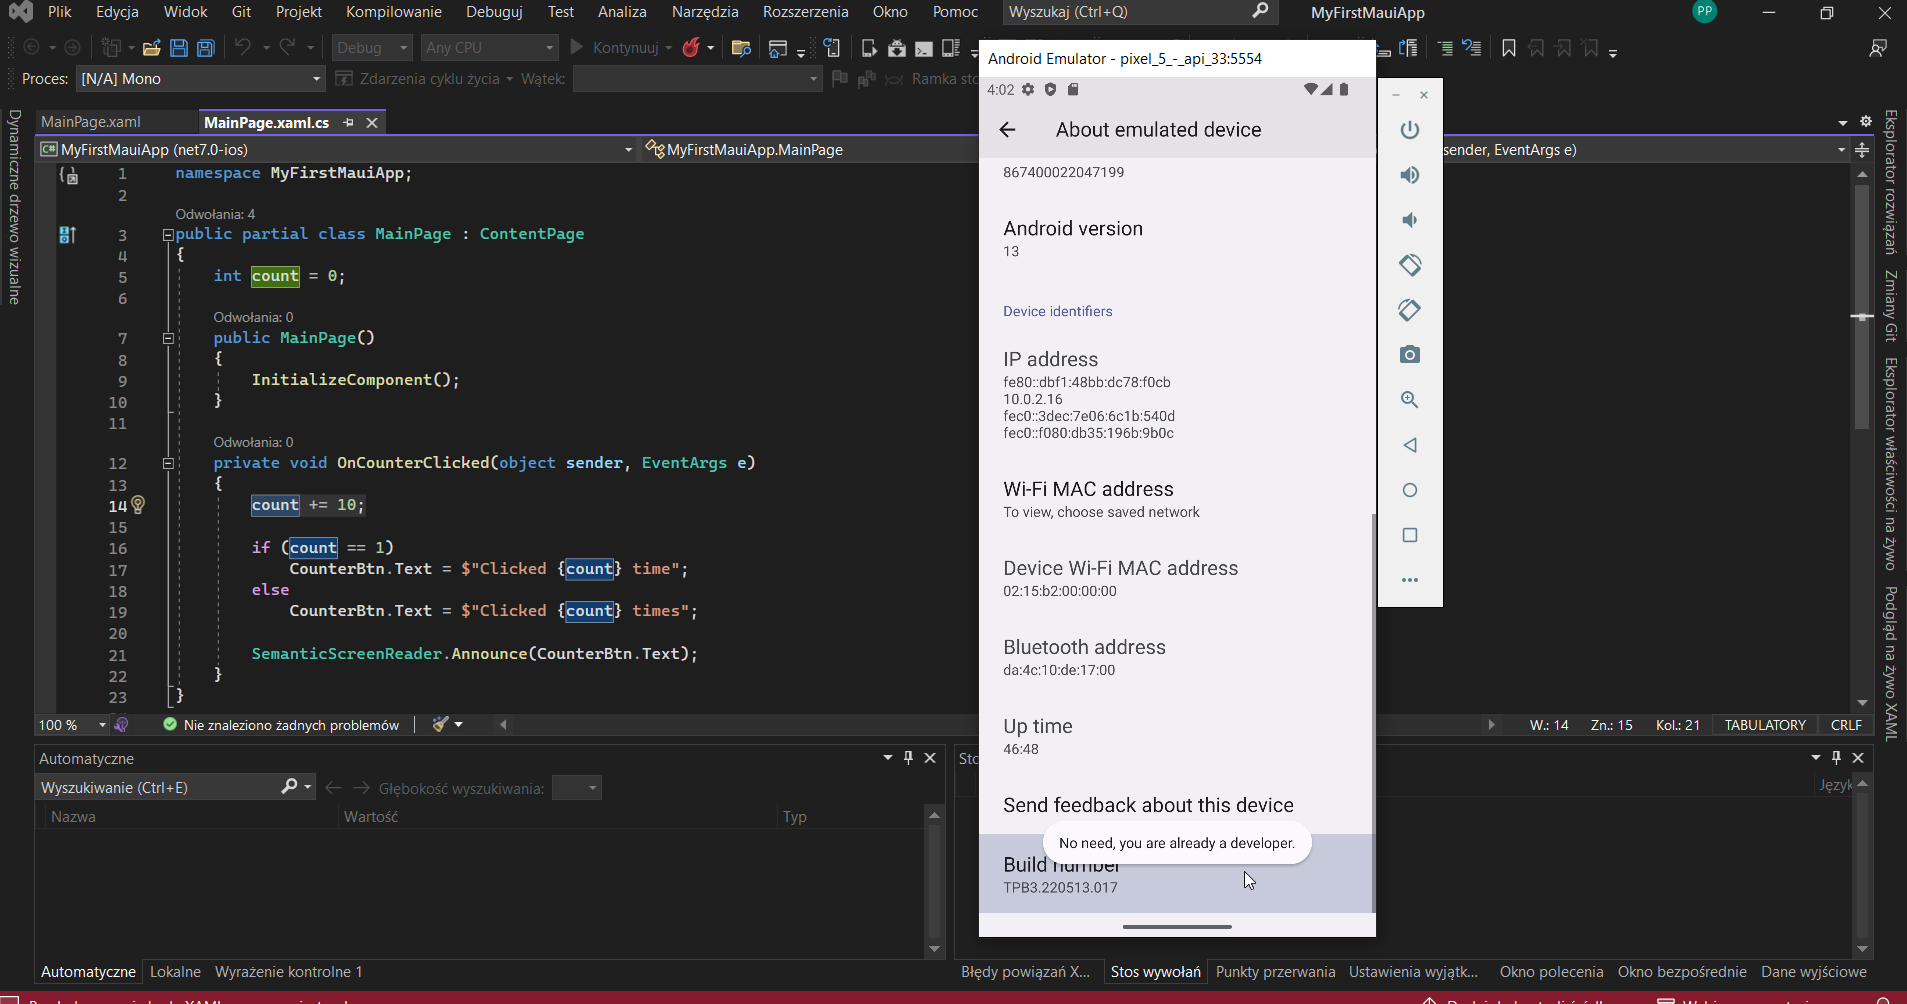 Plik Edycja Widok Git Projekt Kompilowanie Debuguj Test Analiza Narzędzia Rozszerzenia Okno Pomoc Wyszukaj (Ctrl+Q) MyFirstMauiApp PP
Debug Any CPU Kontynuuj
Proces: [N/A] Mono Zdarzenia cyklu życia Wątek: Ramka
MainPage.xaml MainPage.xaml.cs
MyFirstMauiApp (net7.0-ios) MyFirstMauiApp.MainPage sender, EventArgs e)
Dynamiczne drzewo wizualne
1 namespace MyFirstMauiApp;
2
Odwołania: 4
3 public partial class MainPage : ContentPage
4 {
5 int count = 0;
6
Odwołania: 0
7 public MainPage()
8 {
9 InitializeComponent();
10 }
11
Odwołania: 0
12 private void OnCounterClicked(object sender, EventArgs e)
13 {
14 count += 10;
15
16 if (count == 1)
17 CounterBtn.Text = $"Clicked {count} time";
18 else
19 CounterBtn.Text = $"Clicked {count} times";
20
21 SemanticScreenReader.Announce(CounterBtn.Text);
22 }
23 }
100 % Nie znaleziono żadnych problemów W.: 14 Zn.: 15 Kol.: 21 TABULATORY CRLF
Automatyczne
Wyszukiwanie (Ctrl+E) Głębokość wyszukiwania:
Nazwa Wartość Typ
Język
Automatyczne Lokalne Wyrażenie kontrolne 1
Błędy powiązań X... Stos wywołań Punkty przerwania Ustawienia wyjątk... Okno polecenia Okno bezpośrednie Dane wyjściowe
Android Emulator - pixel_5_-_api_33:5554
4:02
About emulated device
867400022047199
Android version
13
Device identifiers
IP address
fe80::dbf1:48bb:dc78:f0cb
10.0.2.16
fec0::3dec:7e06:6c1b:540d
fec0::f080:db35:196b:9b0c
Wi-Fi MAC address
To view, choose saved network
Device Wi-Fi MAC address
02:15:b2:00:00:00
Bluetooth address
da:4c:10:de:17:00
Up time
46:48
Send feedback about this device
No need, you are already a developer.
Build number
TPB3.220513.017
Eksplorator rozwiązań
Zmiany Git
Eksplorator właściwości na żywo
Podgląd na żywo XAML